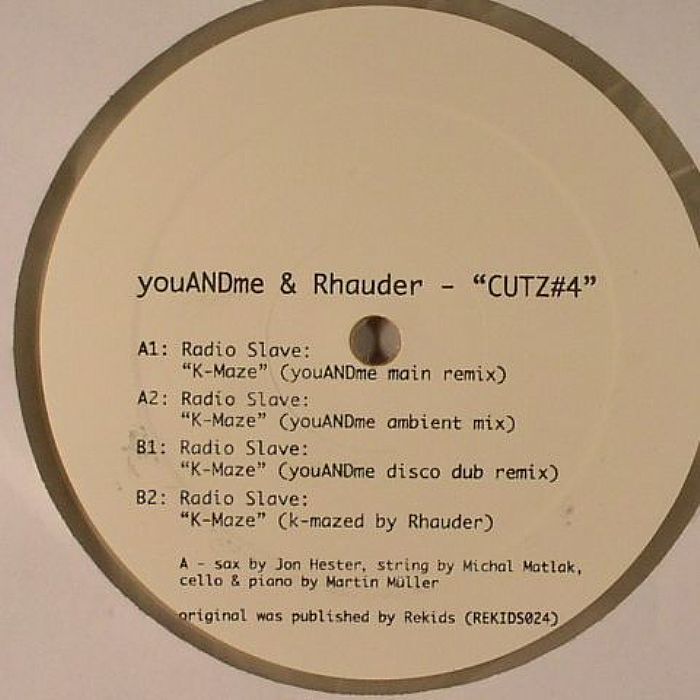 youANDme & Rhauder - “CUTZ#4”
A1: Radio Slave:
“K-Maze” (youANDme main remix)
A2: Radio Slave:
“K-Maze” (youANDme ambient mix)
B1: Radio Slave:
“K-Maze” (youANDme disco dub remix)
B2: Radio Slave:
“K-Maze” (k-mazed by Rhauder)
A - sax by Jon Hester, string by Michal Matlak,
cello & piano by Martin Müller
original was published by Rekids (REKIDS024)